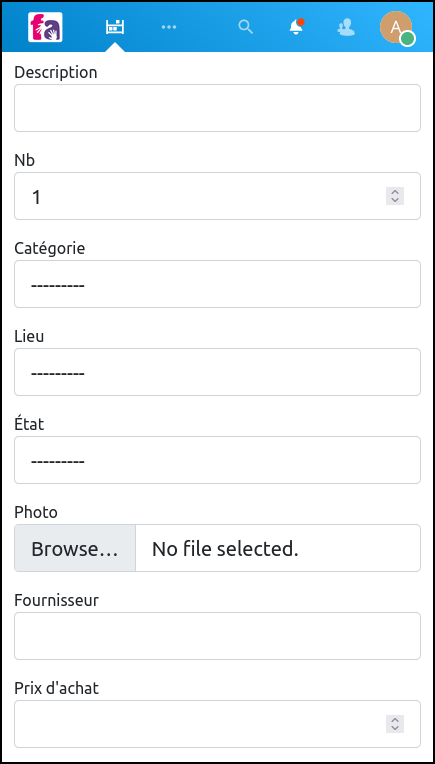 fa
A
Description
Nb
1
Catégorie
---------
Lieu
---------
État
---------
Photo
Browse… No file selected.
Fournisseur
Prix d'achat